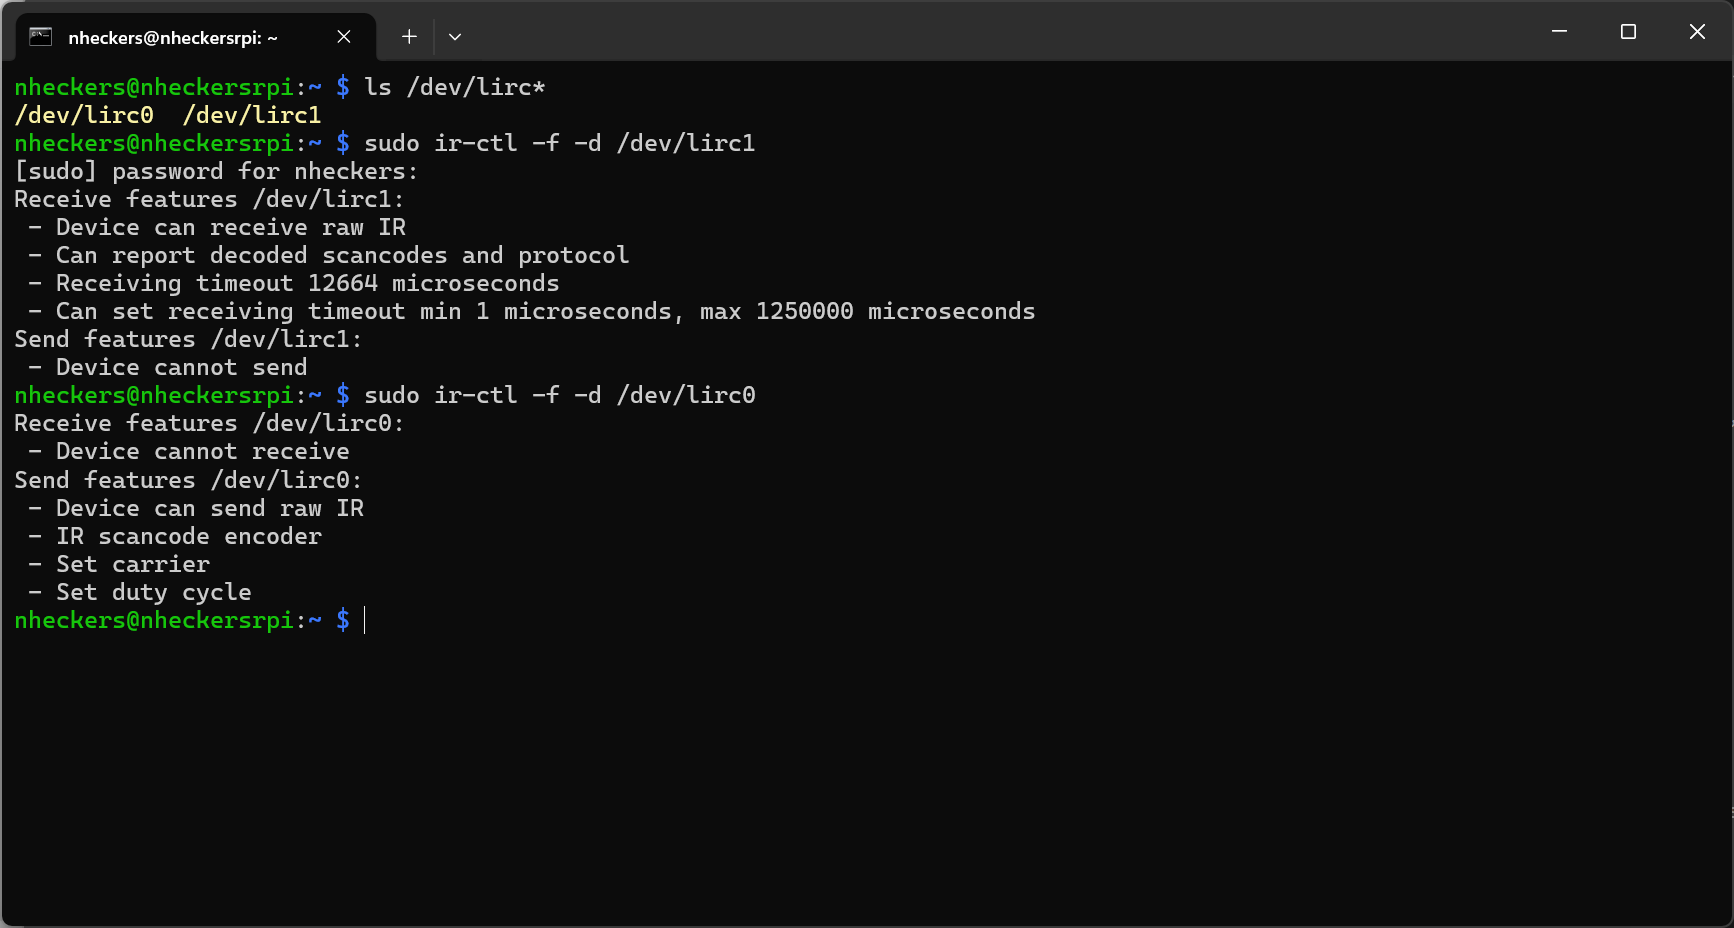 nheckers@nheckersrpi: ~
nheckers@nheckersrpi:~ $ ls /dev/lirc*
/dev/lirc0  /dev/lirc1
nheckers@nheckersrpi:~ $ sudo ir-ctl -f -d /dev/lirc1
[sudo] password for nheckers:
Receive features /dev/lirc1:
 - Device can receive raw IR
 - Can report decoded scancodes and protocol
 - Receiving timeout 12664 microseconds
 - Can set receiving timeout min 1 microseconds, max 1250000 microseconds
Send features /dev/lirc1:
 - Device cannot send
nheckers@nheckersrpi:~ $ sudo ir-ctl -f -d /dev/lirc0
Receive features /dev/lirc0:
 - Device cannot receive
Send features /dev/lirc0:
 - Device can send raw IR
 - IR scancode encoder
 - Set carrier
 - Set duty cycle
nheckers@nheckersrpi:~ $